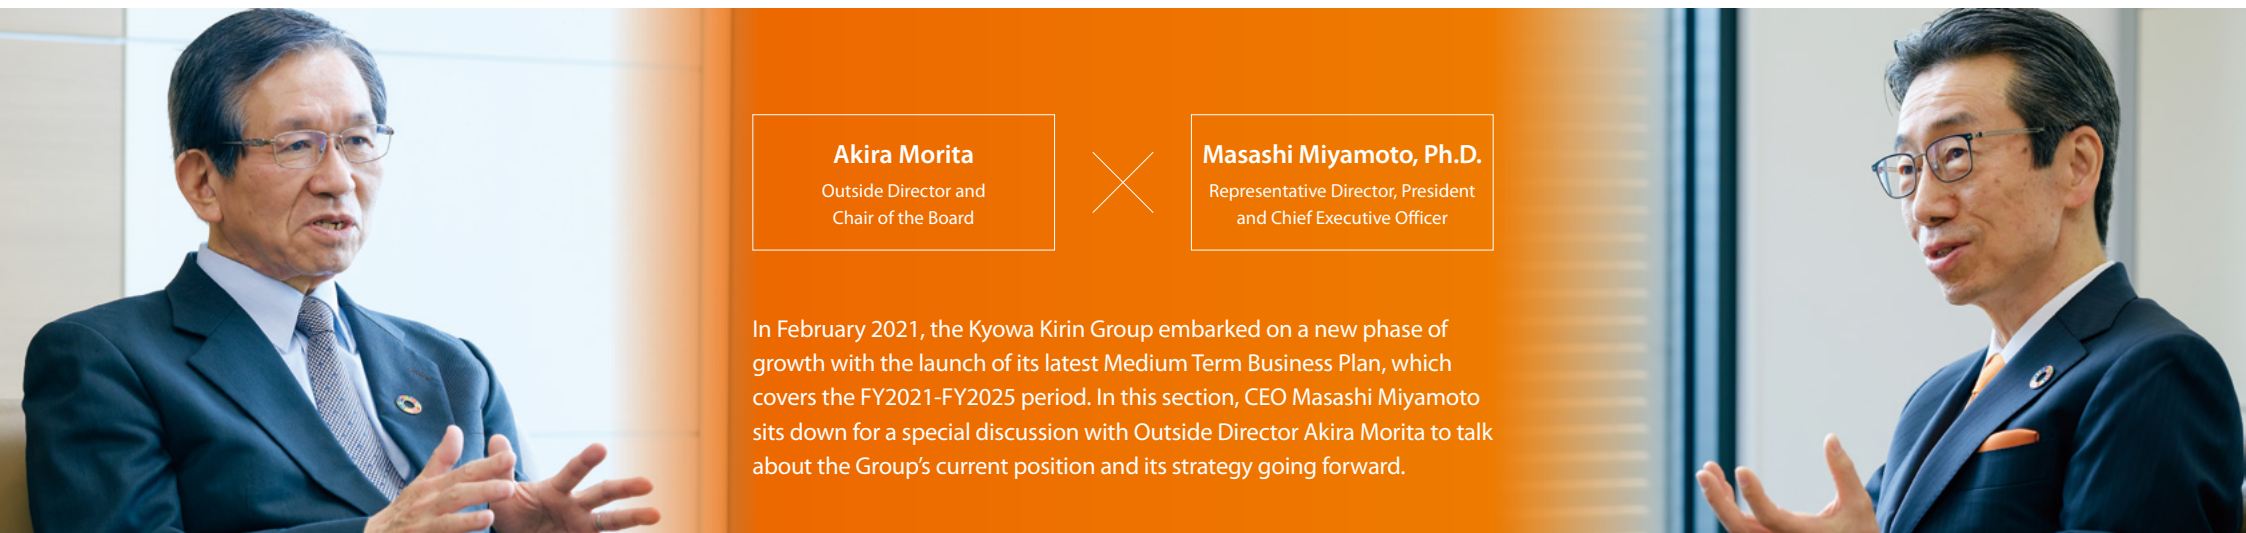 Akira Morita
Outside Director and
Chair of the Board
Masashi Miyamoto, Ph.D.
Representative Director, President
and Chief Executive Officer
In February 2021, the Kyowa Kirin Group embarked on a new phase of
growth with the launch of its latest Medium Term Business Plan, which
covers the FY2021-FY2025 period. In this section, CEO Masashi Miyamoto
sits down for a special discussion with Outside Director Akira Morita to talk
about the Group’s current position and its strategy going forward.